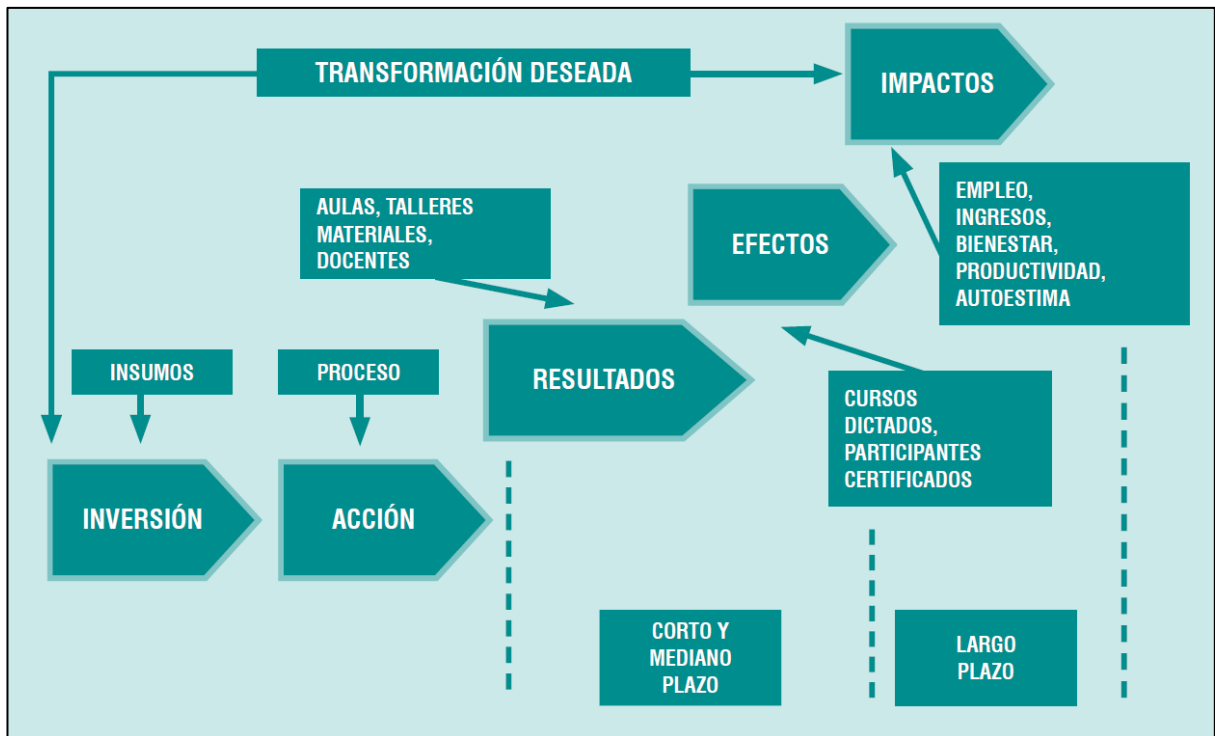 TRANSFORMACIÓN DESEADA
IMPACTOS
AULAS, TALLERES
MATERIALES,
DOCENTES
EFECTOS
EMPLEO,
INGRESOS,
BIENESTAR,
PRODUCTIVIDAD,
AUTOESTIMA
INSUMOS
PROCESO
RESULTADOS
CURSOS
DICTADOS,
PARTICIPANTES
CERTIFICADOS
INVERSIÓN
ACCIÓN
CORTO Y
MEDIANO
PLAZO
LARGO
PLAZO